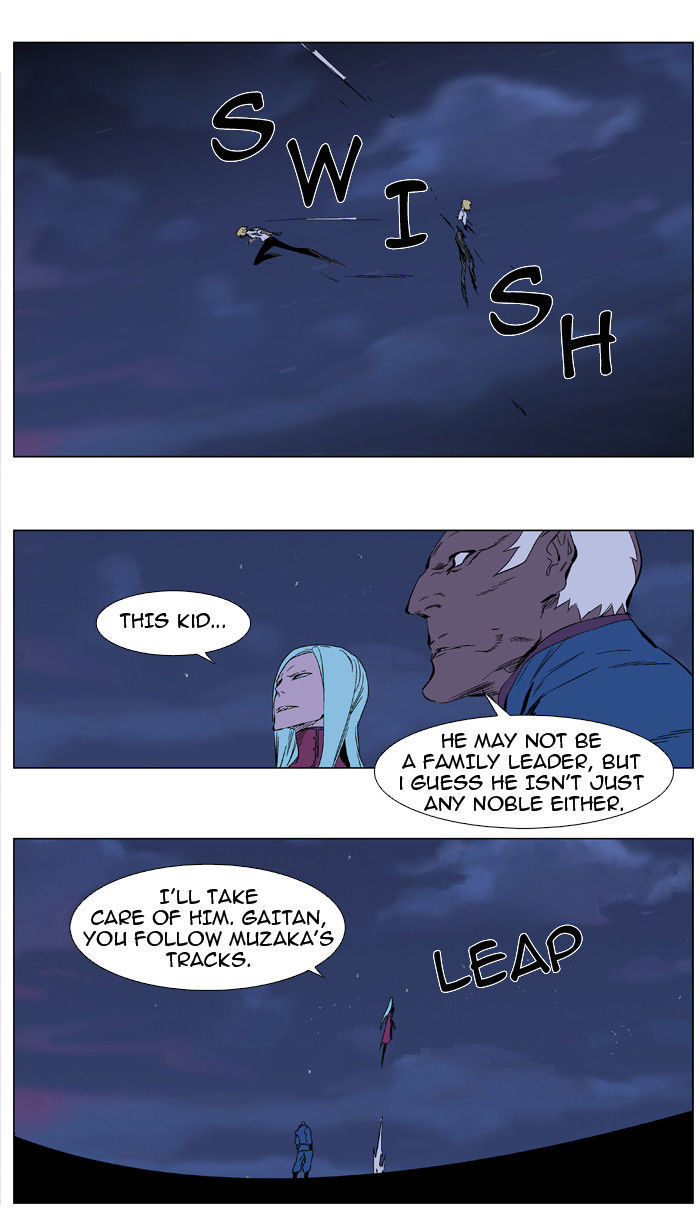 SWISH
THIS KID...
HE MAY NOT BE
A FAMILY LEADER, BUT
I GUESS HE ISN'T JUST
ANY NOBLE EITHER.
I'LL TAKE
CARE OF HIM. GAITAN,
YOU FOLLOW MUZAKA'S
TRACKS.
LEAP